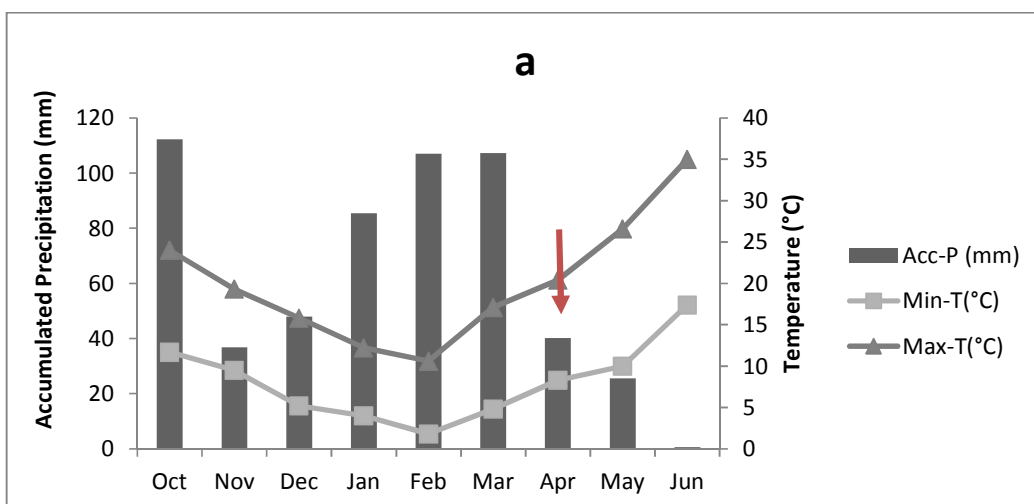 a
Accumulated Precipitation (mm)
120
100
80
60
40
20
0
40
35
30
25
20
15
10
5
0
Temperature (°C)
Oct Nov Dec Jan Feb Mar Apr May Jun
Acc-P (mm)
Min-T(°C)
Max-T(°C)